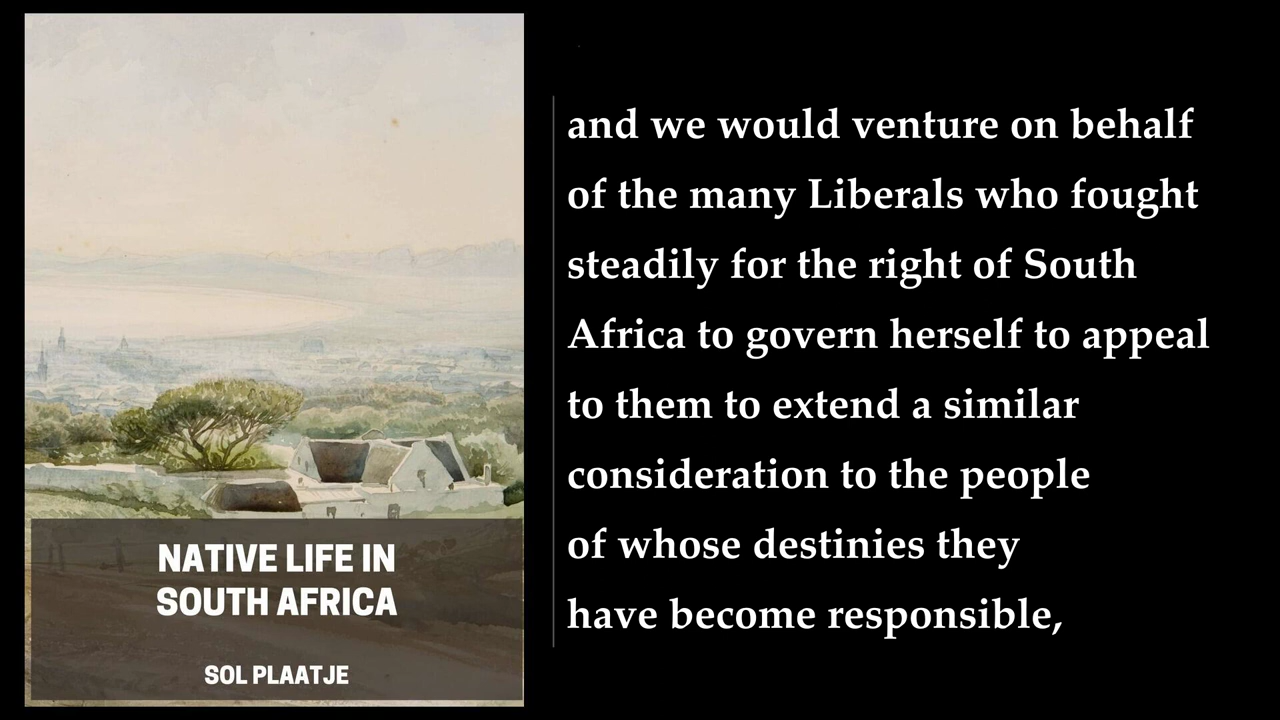 NATIVE LIFE IN
SOUTH AFRICA
SOL PLAATJE
and we would venture on behalf
of the many Liberals who fought
steadily for the right of South
Africa to govern herself to appeal
to them to extend a similar
consideration to the people
of whose destinies they
have become responsible,